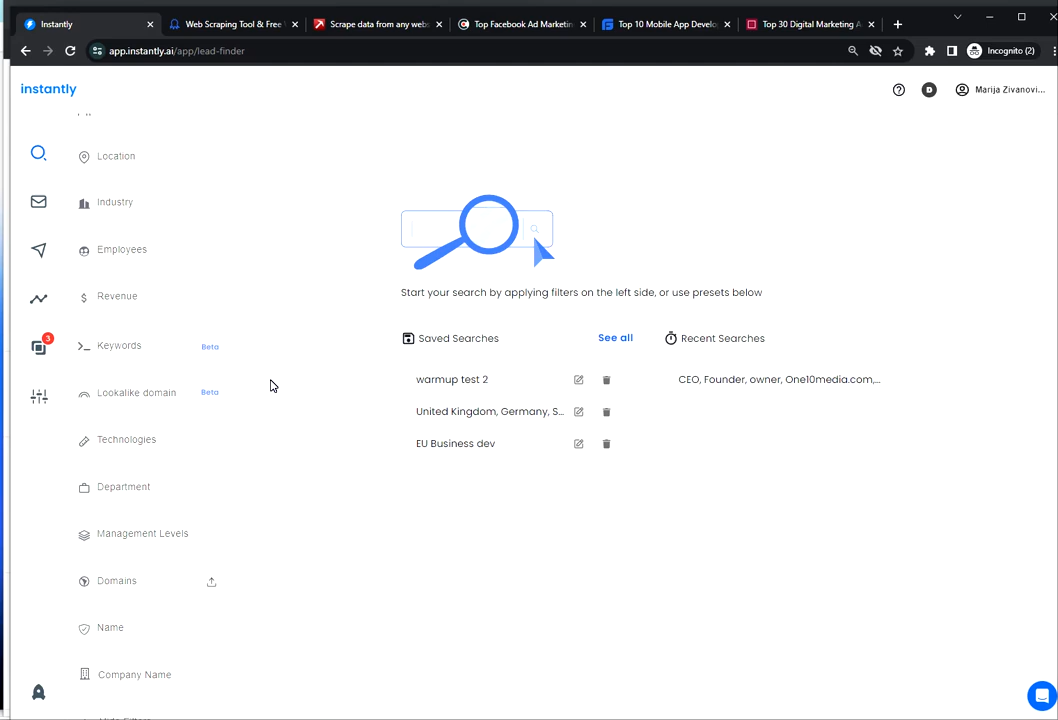 Instantly
Web Scraping Tool & Free
Scrape data from any webs
Top Facebook Ad Marketin
Top 10 Mobile App Develo
Top 30 Digital Marketing A
app.instantly.ai/app/lead-finder
Incognito (2)
instantly
D
Marija Zivanovi...
Location
Industry
Employees
Revenue
Keywords
Beta
Lookalike domain
Beta
Technologies
Department
Management Levels
Domains
Name
Company Name
Hide Filters
3
Start your search by applying filters on the left side, or use presets below
Saved Searches
See all
Recent Searches
warmup test 2
CEO, Founder, owner, One10media.com,...
United Kingdom, Germany, S...
EU Business dev